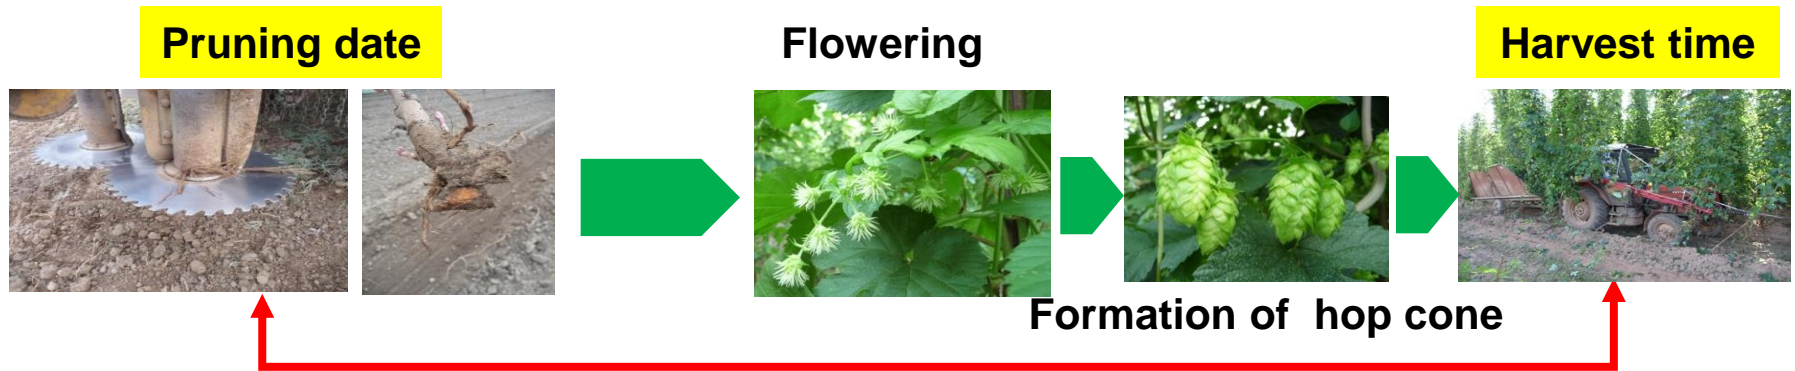 Pruning date
Flowering
Harvest time
Formation of hop cone